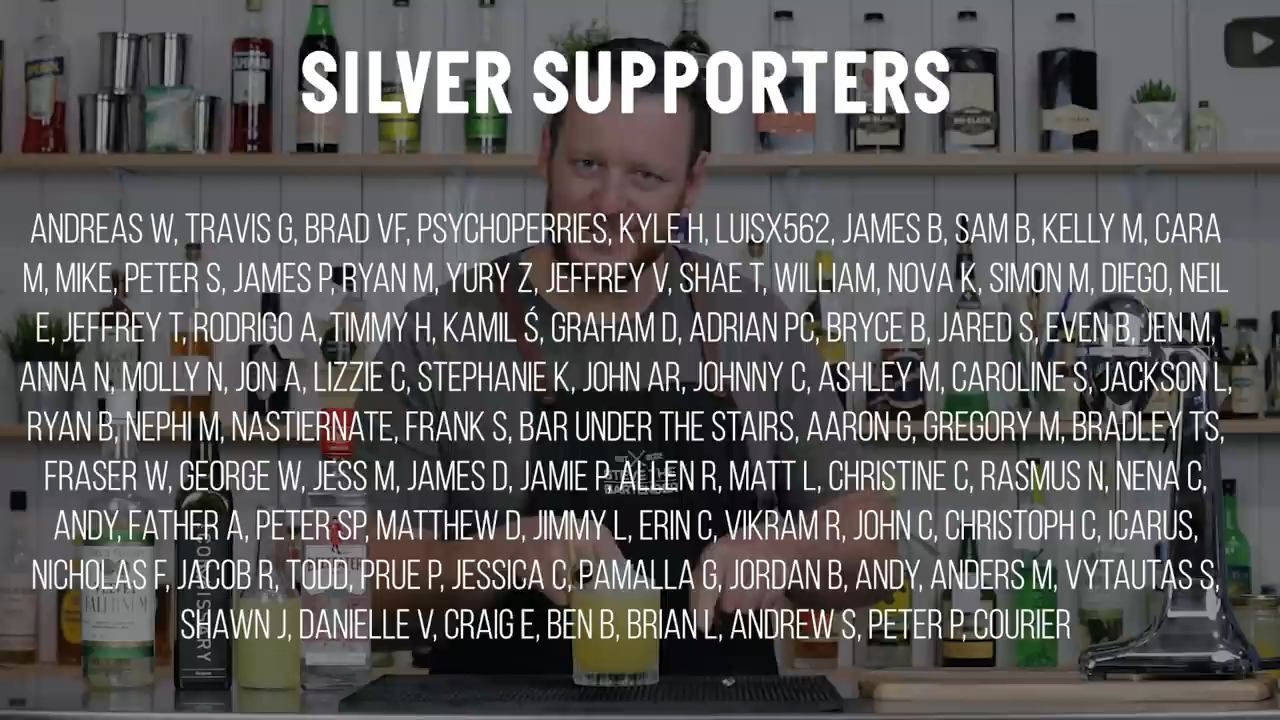 SILVER SUPPORTERS
ANDREAS W, TRAVIS G, BRAD VF, PSYCHOPERRIES, KYLE H, LUISX562, JAMES B, SAM B, KELLY M, CARA
M, MIKE, PETER S, JAMES P, RYAN M, YURY Z, JEFFREY V, SHAE T, WILLIAM, NOVA K, SIMON M, DIEGO, NEIL
E, JEFFREY T, RODRIGO A, TIMMY H, KAMIL Ś, GRAHAM D, ADRIAN PC, BRYCE B, JARED S, EVEN B, JEN M,
ANNA N, MOLLY N, JON A, LIZZIE C, STEPHANIE K, JOHN AR, JOHNNY C, ASHLEY M, CAROLINE S, JACKSON L,
RYAN B, NEPHI M, NASTIERNATE, FRANK S, BAR UNDER THE STAIRS, AARON G, GREGORY M, BRADLEY TS,
FRASER W, GEORGE W, JESS M, JAMES D, JAMIE P, ALLEN R, MATT L, CHRISTINE C, RASMUS N, NENA C,
ANDY, FATHER A, PETER SP, MATTHEW D, JIMMY L, ERIN C, VIKRAM R, JOHN C, CHRISTOPH C, ICARUS,
NICHOLAS F, JACOB R, TODD, PRUE P, JESSICA C, PAMALLA G, JORDAN B, ANDY, ANDERS M, VYTAUTAS S,
SHAWN J, DANIELLE V, CRAIG E, BEN B, BRIAN L, ANDREW S, PETER P, COURIER